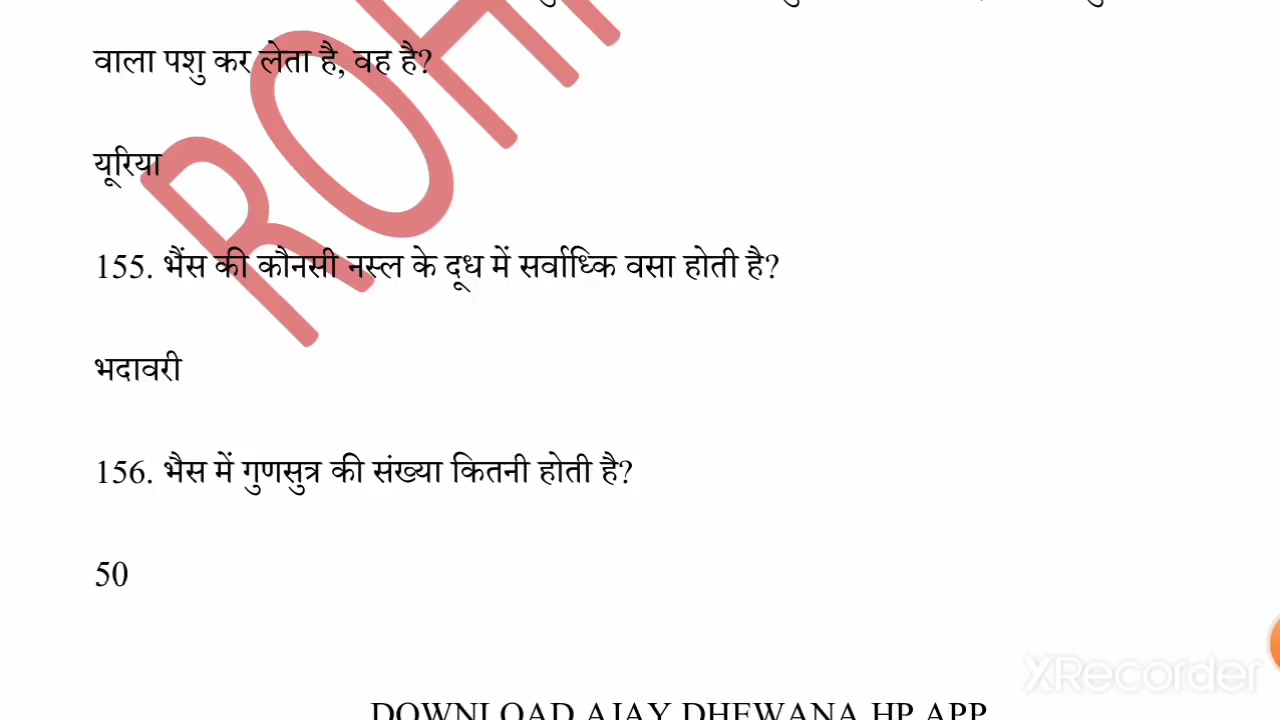 वाला पशु कर लेता है, वह है?
यूरिया
155. भैंस की कौनसी नस्ल के दूध में सर्वाध्कि वसा होती है?
भदावरी
156. भैस में गुणसुत्र की संख्या कितनी होती है?
50
XRecorder
DOWNLOAD AJAY DHEWANA HP APP
ROH